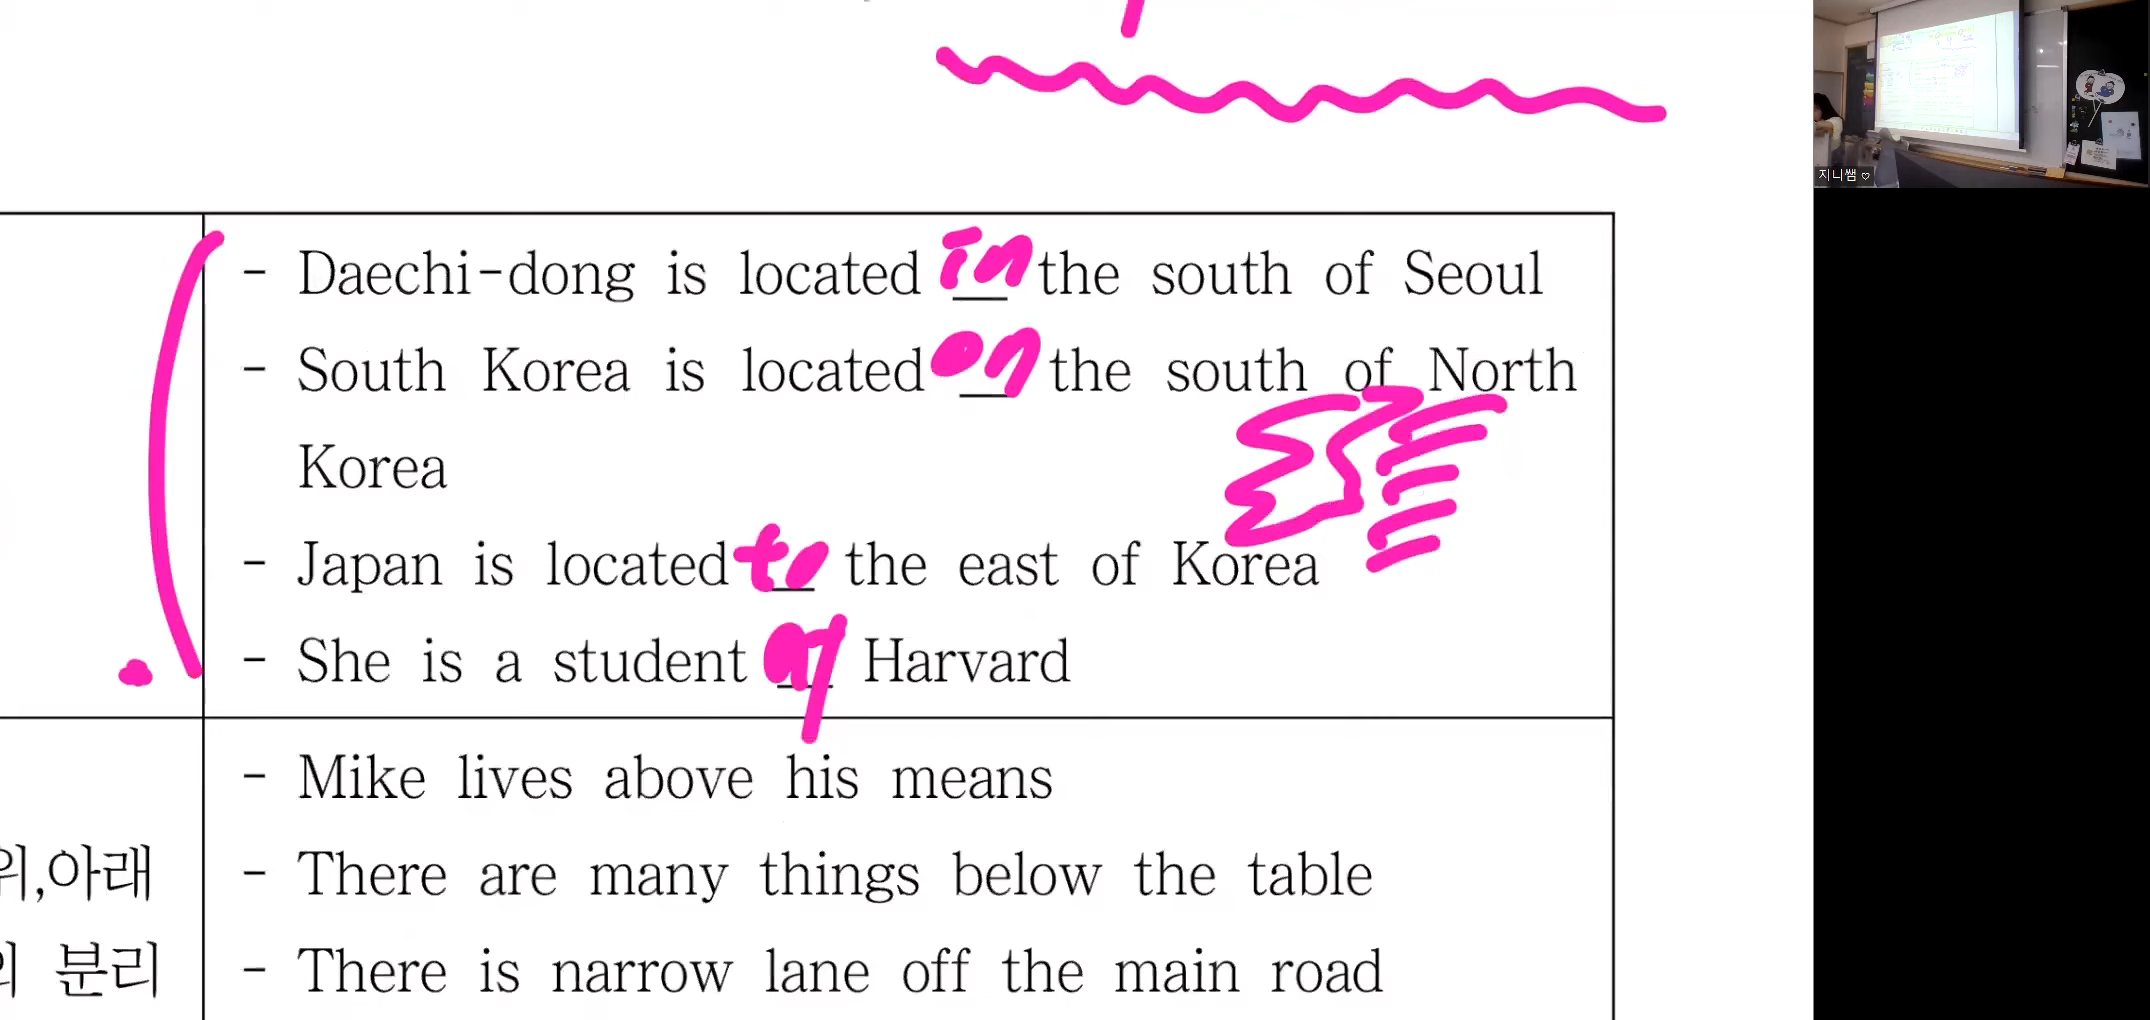 - Daechi-dong is located in the south of Seoul
- South Korea is located on the south of North
Korea
- Japan is located to the east of Korea
- She is a student of Harvard
- Mike lives above his means
위,아래
- There are many things below the table
분리
- There is narrow lane off the main road
지니쌤 ♡